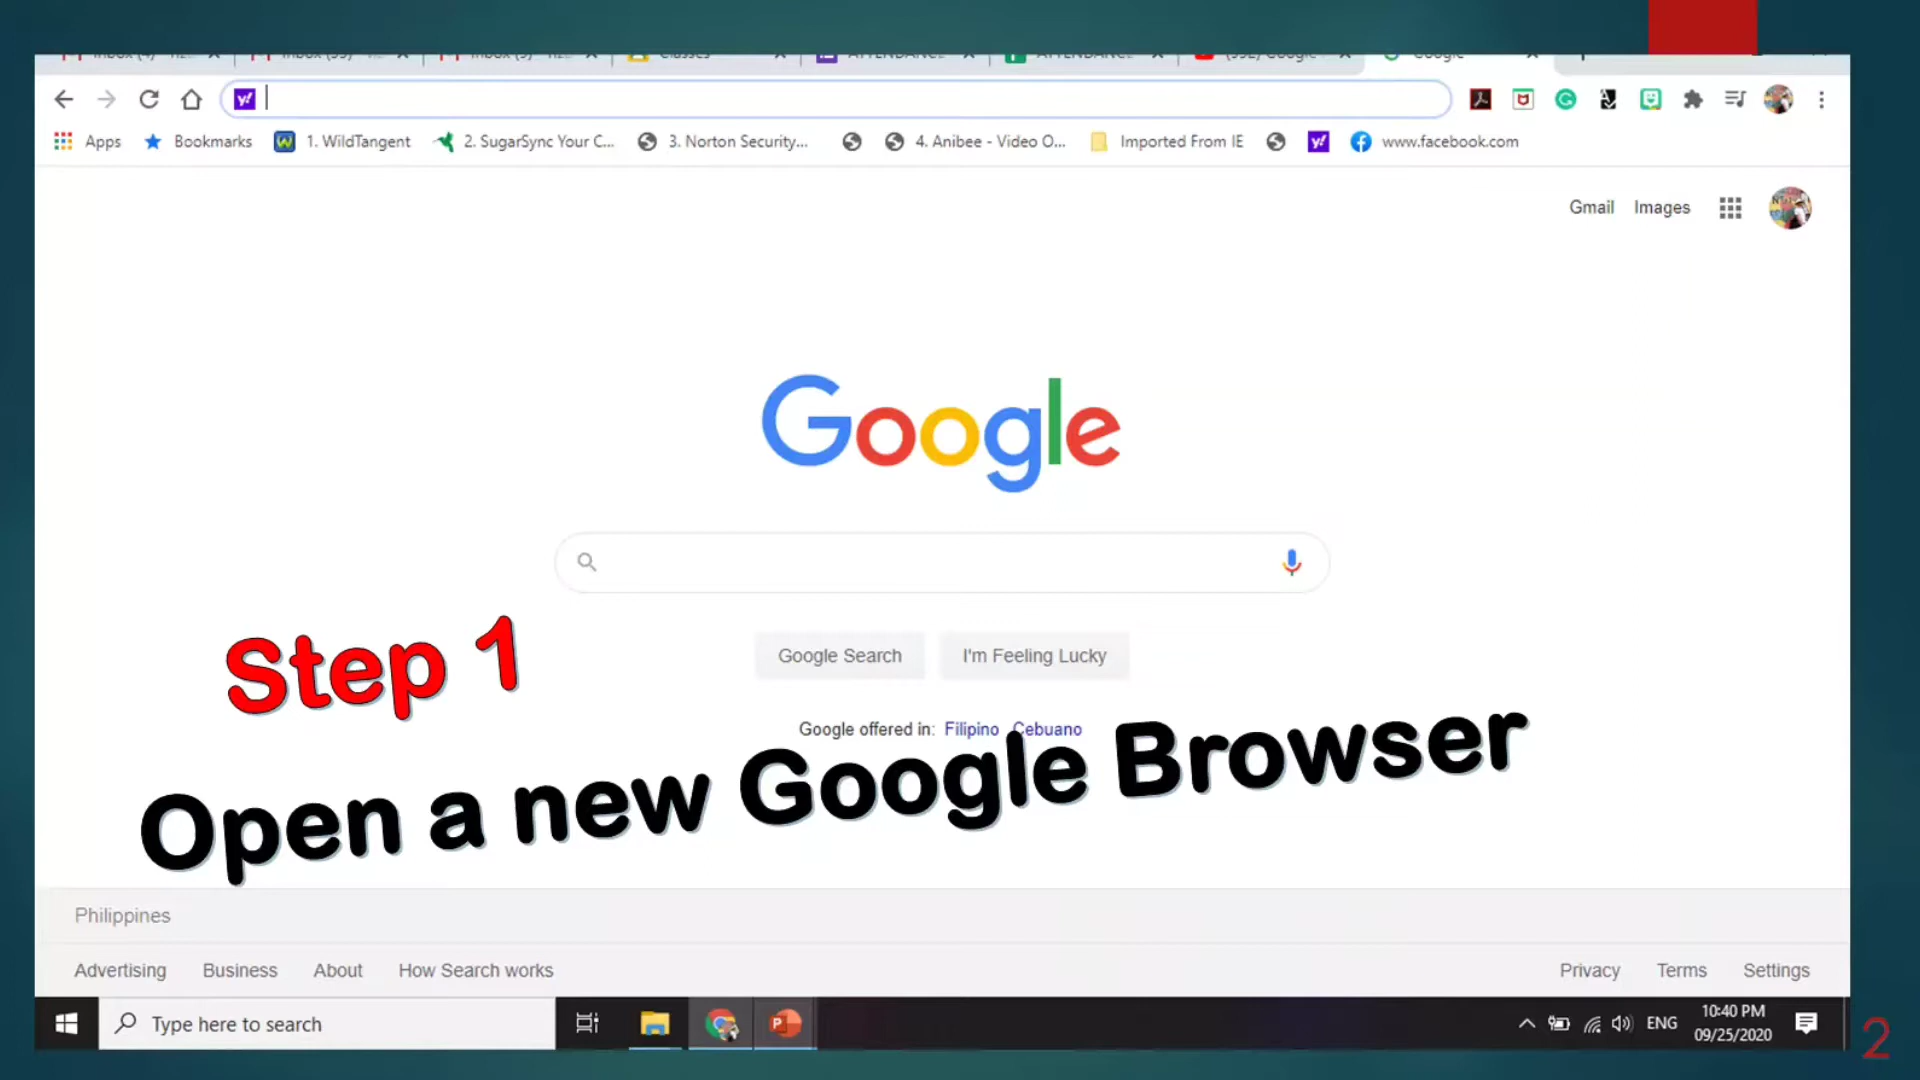 Apps Bookmarks 1. WildTangent 2. SugarSync Your C... 3. Norton Security... 4. Anibee - Video O... Imported From IE www.facebook.com
Gmail Images
Google
Google Search I'm Feeling Lucky
Step 1
Google offered in: Filipino Cebuano
Open a new Google Browser
Philippines
Advertising Business About How Search works Privacy Terms Settings
Type here to search ENG 10:40 PM
09/25/2020
2